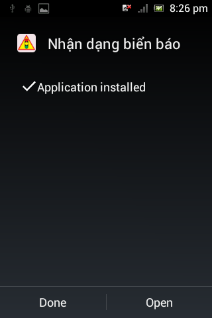 8:26 pm
Nhận dạng biển báo
Application installed
Done
Open